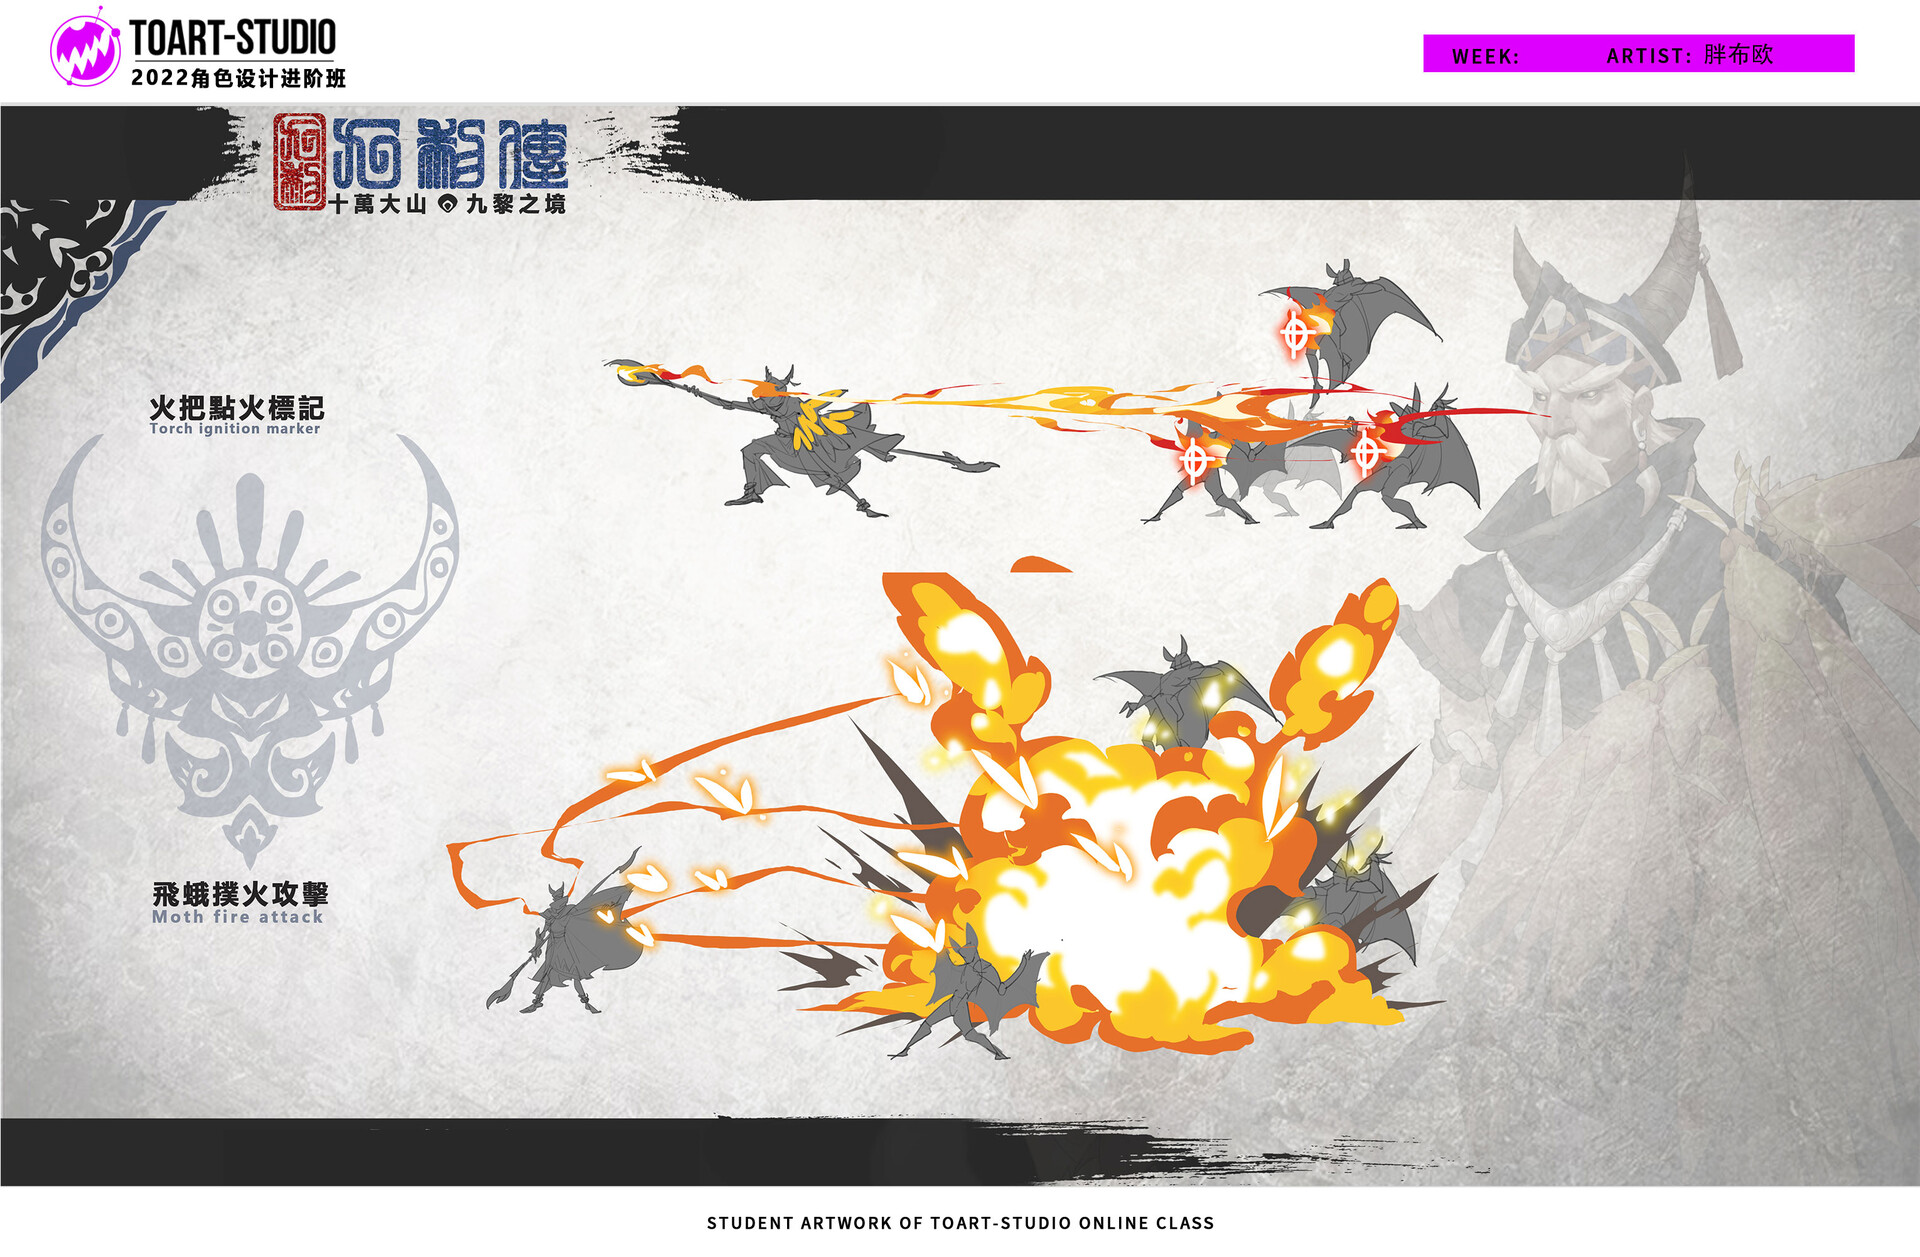 TOART-STUDIO
2022角色设计进阶班
WEEK:
ARTIST: 胖布欧
十萬大山 九黎之境
火把點火標記
Torch ignition marker
飛蛾撲火攻擊
Moth fire attack
STUDENT ARTWORK OF TOART-STUDIO ONLINE CLASS